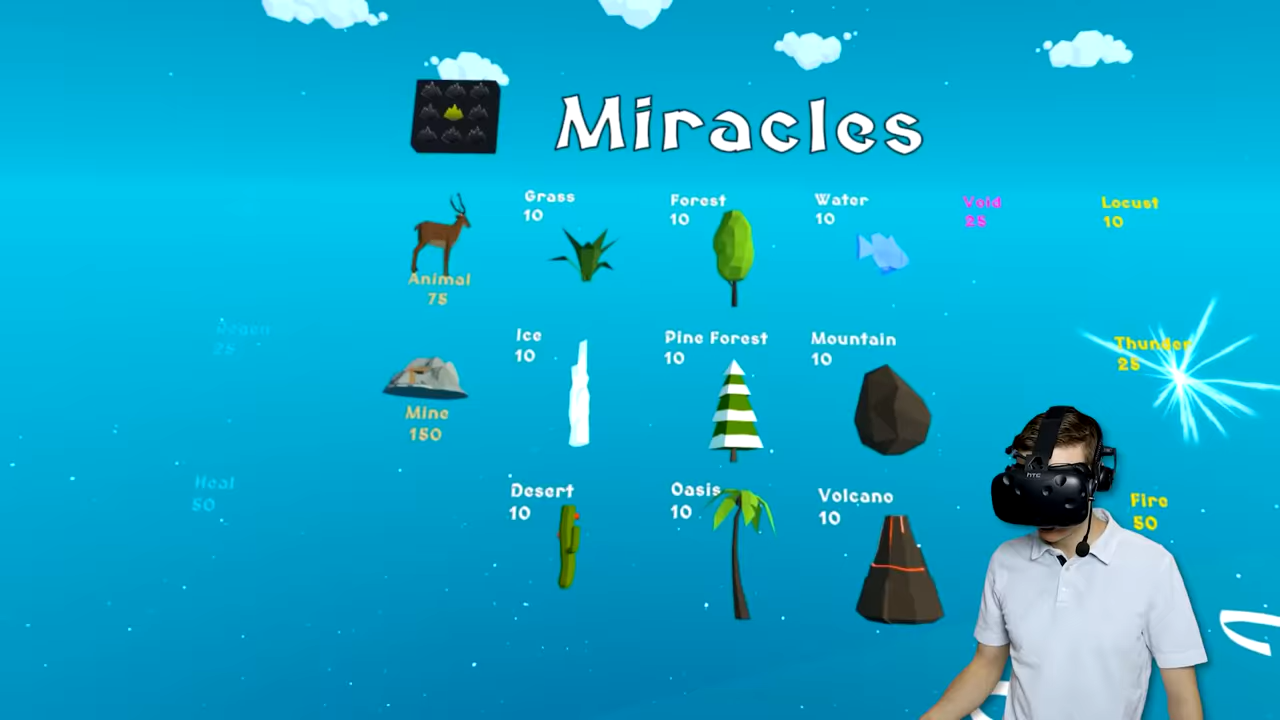 Miracles
Grass
10
Forest
10
Water
10
Void
25
Locust
10
Animal
75
Regen
25
Ice
10
Pine Forest
10
Mountain
10
Thunder
25
Mine
150
Heal
50
Desert
10
Oasis
10
Volcano
10
Fire
50
hTC